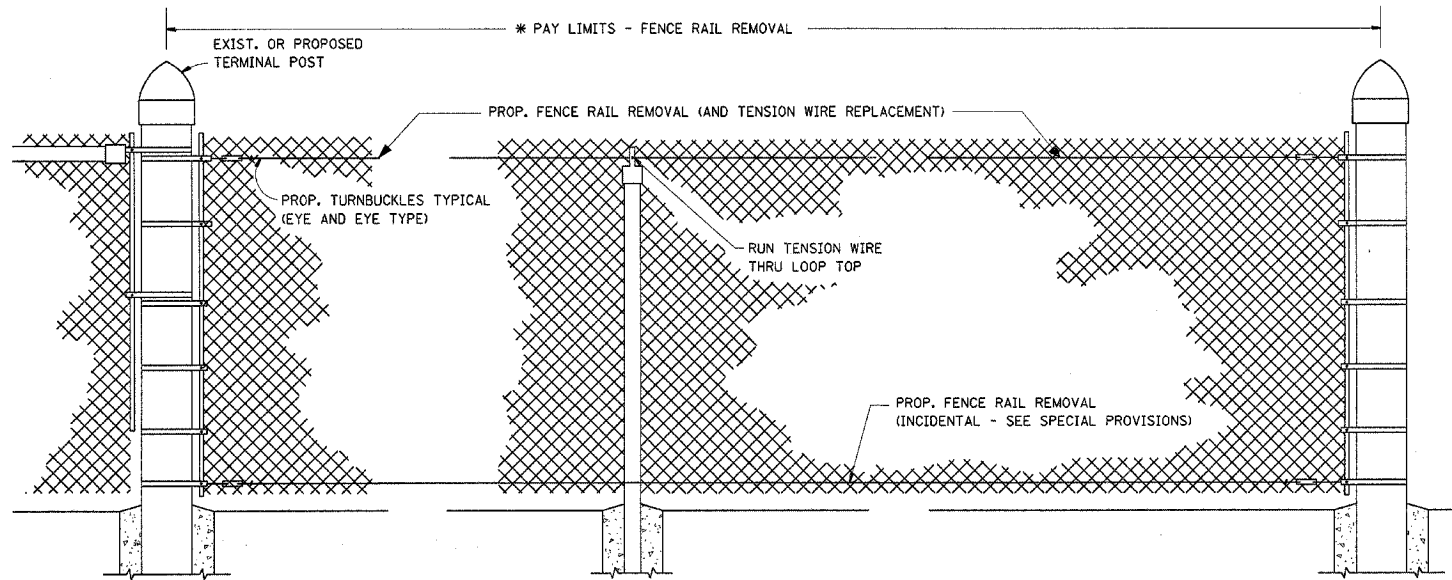 * PAY LIMITS - FENCE RAIL REMOVAL
EXIST. OR PROPOSED
TERMINAL POST
PROP. FENCE RAIL REMOVAL (AND TENSION WIRE REPLACEMENT)
PROP. TURNBUCKLES TYPICAL
(EYE AND EYE TYPE)
RUN TENSION WIRE
THRU LOOP TOP
PROP. FENCE RAIL REMOVAL
(INCIDENTAL - SEE SPECIAL PROVISIONS)